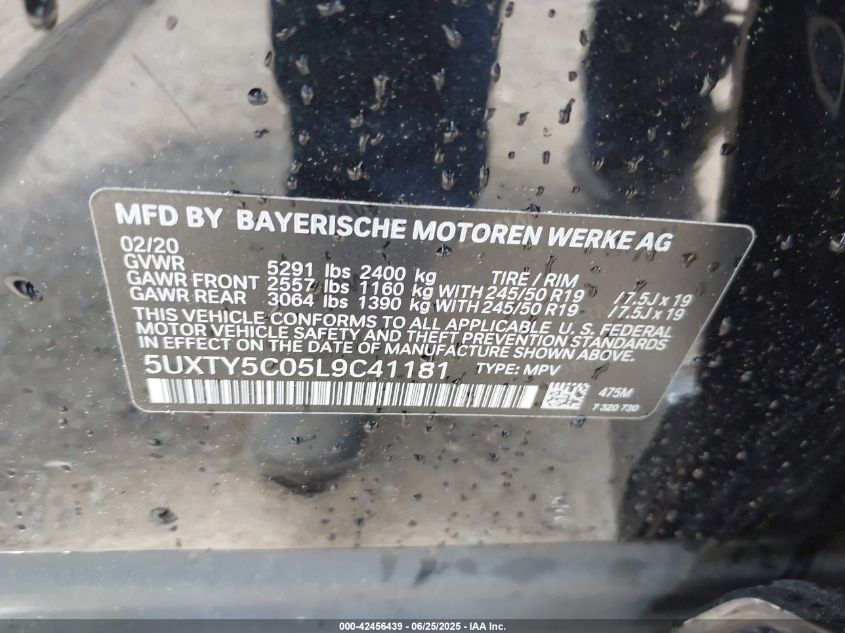 MFD BY BAYERISCHE MOTOREN WERKE AG
02/20
GVWR 5291 lbs 2400 kg TIRE / RIM
GAWR FRONT 2557 lbs 1160 kg WITH 245/50 R19 /7.5J x 19
GAWR REAR 3064 lbs 1390 kg WITH 245/50 R19 /7.5J x 19
THIS VEHICLE CONFORMS TO ALL APPLICABLE U. S. FEDERAL
MOTOR VEHICLE SAFETY AND THEFT PREVENTION STANDARDS
IN EFFECT ON THE DATE OF MANUFACTURE SHOWN ABOVE.
5UXTY5C05L9C41181 TYPE: MPV
475M
7 320 730
000-42456439 - 06/25/2025 - IAA Inc.